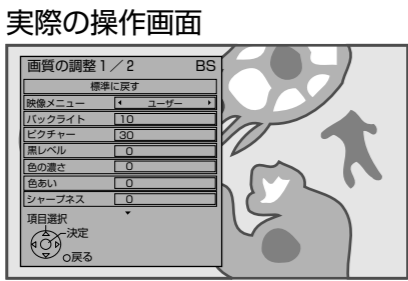 実際の操作画面
画質の調整1／2 BS
標準に戻す
映像メニュー ユーザー
バックライト 10
ピクチャー 30
黒レベル 0
色の濃さ 0
色あい 0
シャープネス 0
項目選択
決定
戻る